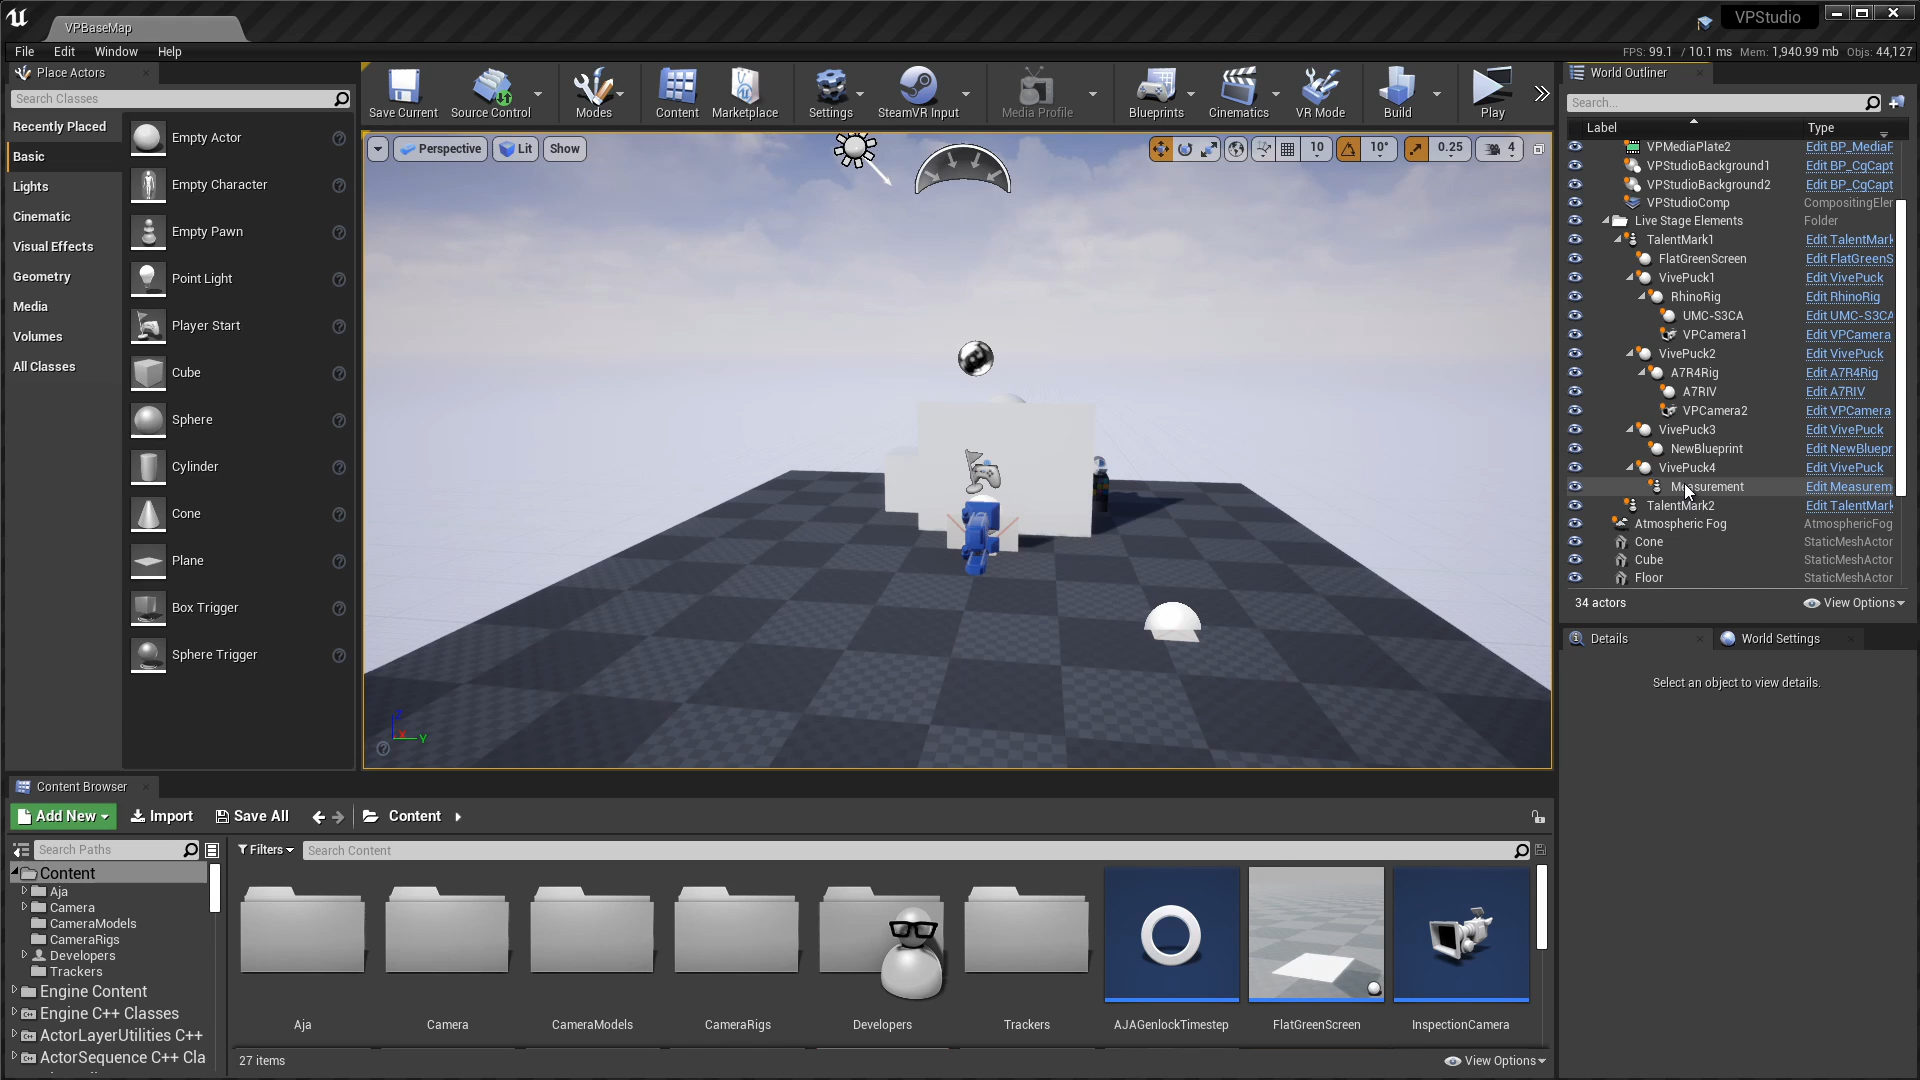 VPBaseMap
VPStudio
File Edit Window Help
FPS: 99.1 / 10.1 ms Mem: 1,940.99 mb Objs: 44,127
Place Actors
Search Classes
Recently Placed
Basic
Lights
Cinematic
Visual Effects
Geometry
Media
Volumes
All Classes
Empty Actor
Empty Character
Empty Pawn
Point Light
Player Start
Cube
Sphere
Cylinder
Cone
Plane
Box Trigger
Sphere Trigger
Save Current Source Control Modes Content Marketplace Settings SteamVR Input Media Profile Blueprints Cinematics VR Mode Build Play
Perspective Lit Show 10 10° 0.25 4
Z
X Y
World Outliner
Search...
Label Type
VPMediaPlate2 Edit BP_MediaP
VPStudioBackground1 Edit BP_CgCapt
VPStudioBackground2 Edit BP_CgCapt
VPStudioComp CompositingEler
Live Stage Elements Folder
TalentMark1 Edit TalentMark
FlatGreenScreen Edit FlatGreenS
VivePuck1 Edit VivePuck
RhinoRig Edit RhinoRig
UMC-S3CA Edit UMC-S3CA
VPCamera1 Edit VPCamera
VivePuck2 Edit VivePuck
A7R4Rig Edit A7R4Rig
A7RIV Edit A7RIV
VPCamera2 Edit VPCamera
VivePuck3 Edit VivePuck
NewBlueprint Edit NewBluepr
VivePuck4 Edit VivePuck
Measurement Edit Measurem
TalentMark2 Edit TalentMark
Atmospheric Fog AtmosphericFog
Cone StaticMeshActor
Cube StaticMeshActor
Floor StaticMeshActor
34 actors View Options
Details World Settings
Select an object to view details.
Content Browser
Add New Import Save All Content
Search Paths
Filters Search Content
Content
Aja
Camera
CameraModels
CameraRigs
Developers
Trackers
Engine Content
Engine C++ Classes
ActorLayerUtilities C++
ActorSequence C++ Cla
Aja Camera CameraModels CameraRigs Developers Trackers AJAGenlockTimestep FlatGreenScreen InspectionCamera
27 items View Options